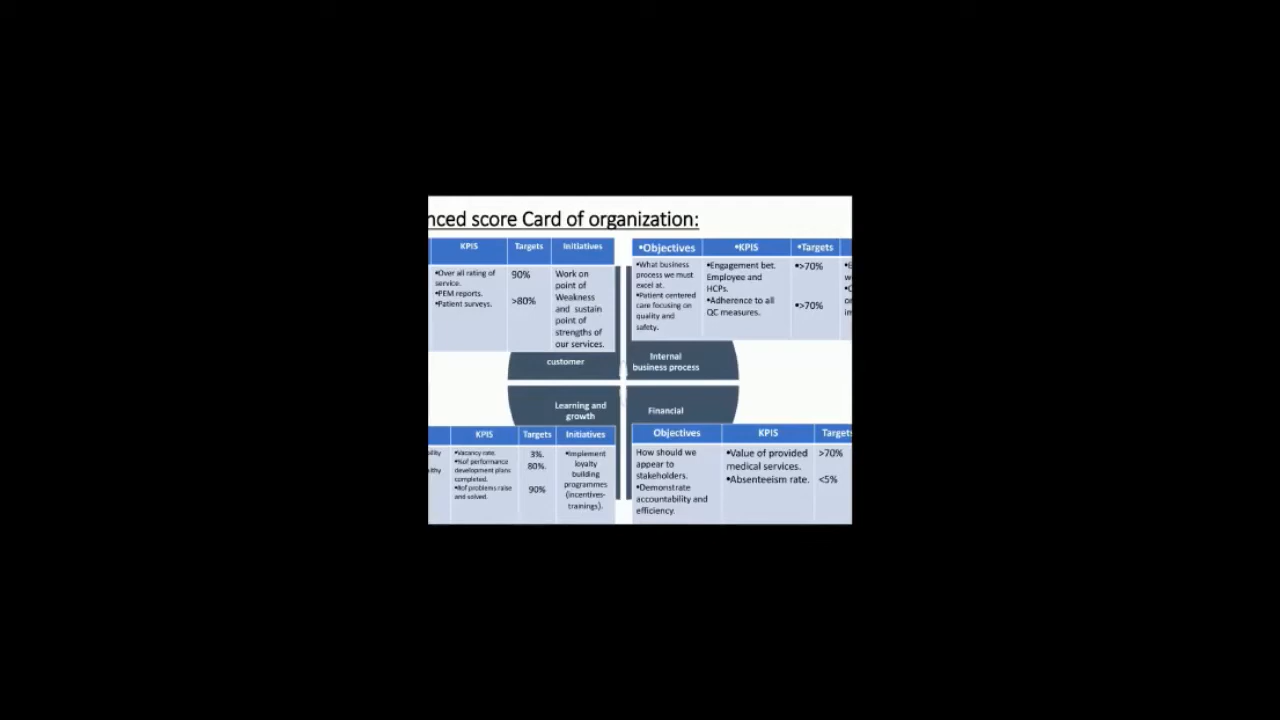 nced score Card of organization:
KPIS Targets Initiatives
•Over all rating of
service.
•PEM reports.
•Patient surveys.
90%
>80%
Work on
point of
Weakness
and sustain
point of
strengths of
our services.
•Objectives •KPIS •Targets
•What business
process we must
excel at.
•Patient centered
care focusing on
quality and
safety.
•Engagement bet.
Employee and
HCPs.
•Adherence to all
QC measures.
•>70%
•>70%
customer
Internal
business process
Learning and
growth
Financial
KPIS Targets Initiatives
•Vacancy rate.
•%of performance
development plans
completed.
•#of problems raise
and solved.
3%.
80%.
90%
•Implement
loyalty
building
programmes
(incentives-
trainings).
Objectives KPIS Targets
How should we
appear to
stakeholders.
•Demonstrate
accountability and
efficiency.
•Value of provided
medical services.
•Absenteeism rate.
>70%
<5%